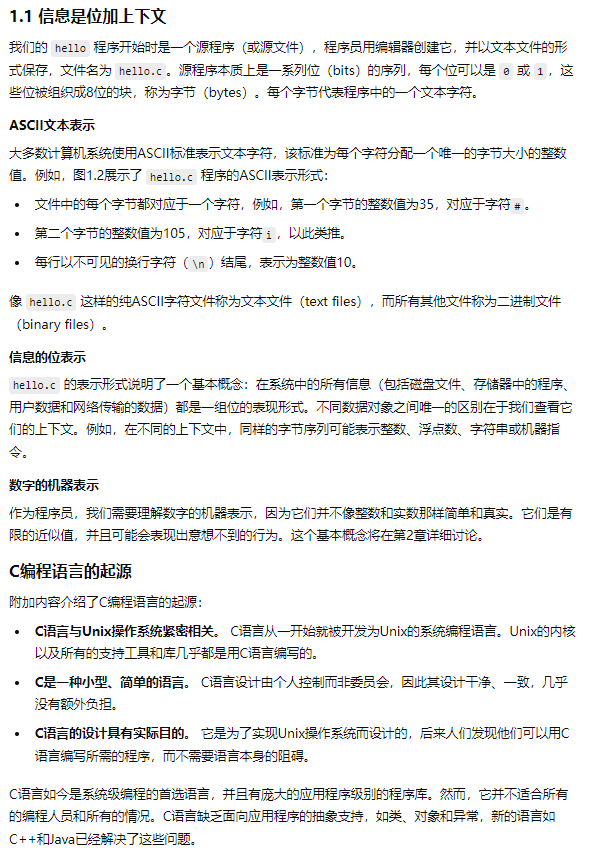 1.1 信息是位加上下文
我们的 hello 程序开始时是一个源程序（或源文件），程序员用编辑器创建它，并以文本文件的形
式保存，文件名为 hello.c 。源程序本质上是一系列位（bits）的序列，每个位可以是 0 或 1 ，这
些位被组织成8位的块，称为字节（bytes）。每个字节代表程序中的一个文本字符。
ASCII文本表示
大多数计算机系统使用ASCII标准表示文本字符，该标准为每个字符分配一个唯一的字节大小的整数
值。例如，图1.2展示了 hello.c 程序的ASCII表示形式：
• 文件中的每个字节都对应于一个字符，例如，第一个字节的整数值为35，对应于字符 # 。
• 第二个字节的整数值为105，对应于字符 i ，以此类推。
• 每行以不可见的换行字符（ \n ）结尾，表示为整数值10。
像 hello.c 这样的纯ASCII字符文件称为文本文件（text files），而所有其他文件称为二进制文件
（binary files）。
信息的位表示
hello.c 的表示形式说明了一个基本概念：在系统中的所有信息（包括磁盘文件、存储器中的程序、
用户数据和网络传输的数据）都是一组位的表现形式。不同数据对象之间唯一的区别在于我们查看它
们的上下文。例如，在不同的上下文中，同样的字节序列可能表示整数、浮点数、字符串或机器指
令。
数字的机器表示
作为程序员，我们需要理解数字的机器表示，因为它们并不像整数和实数那样简单和真实。它们是有
限的近似值，并且可能会表现出意想不到的行为。这个基本概念将在第2章详细讨论。
C编程语言的起源
附加内容介绍了C编程语言的起源：
• C语言与Unix操作系统紧密相关。 C语言从一开始就被开发为Unix的系统编程语言。Unix的内核
以及所有的支持工具和库几乎都是用C语言编写的。
• C是一种小型、简单的语言。 C语言设计由个人控制而非委员会，因此其设计干净、一致，几乎
没有额外负担。
• C语言的设计具有实际目的。 它是为了实现Unix操作系统而设计的，后来人们发现他们可以用C
语言编写所需的程序，而不需要语言本身的阻碍。
C语言如今是系统级编程的首选语言，并且有庞大的应用程序级别的程序库。然而，它并不适合所有
的编程人员和所有的情况。C语言缺乏面向应用程序的抽象支持，如类、对象和异常，新的语言如
C++和Java已经解决了这些问题。